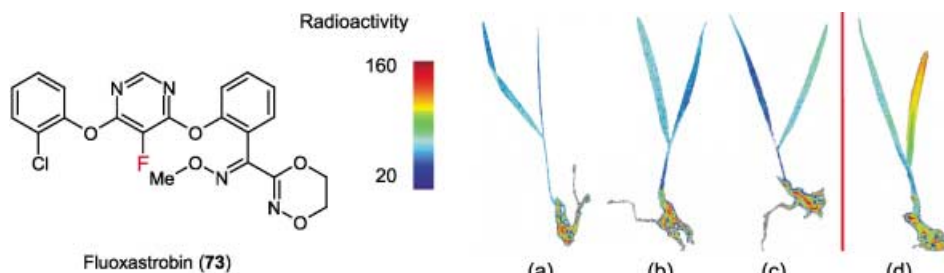 Radioactivity
160
20
N
N
O
O
Cl
F
O
O
Me
N
N
O
Fluoxastrobin (73)
(a)
(b)
(c)
(d)